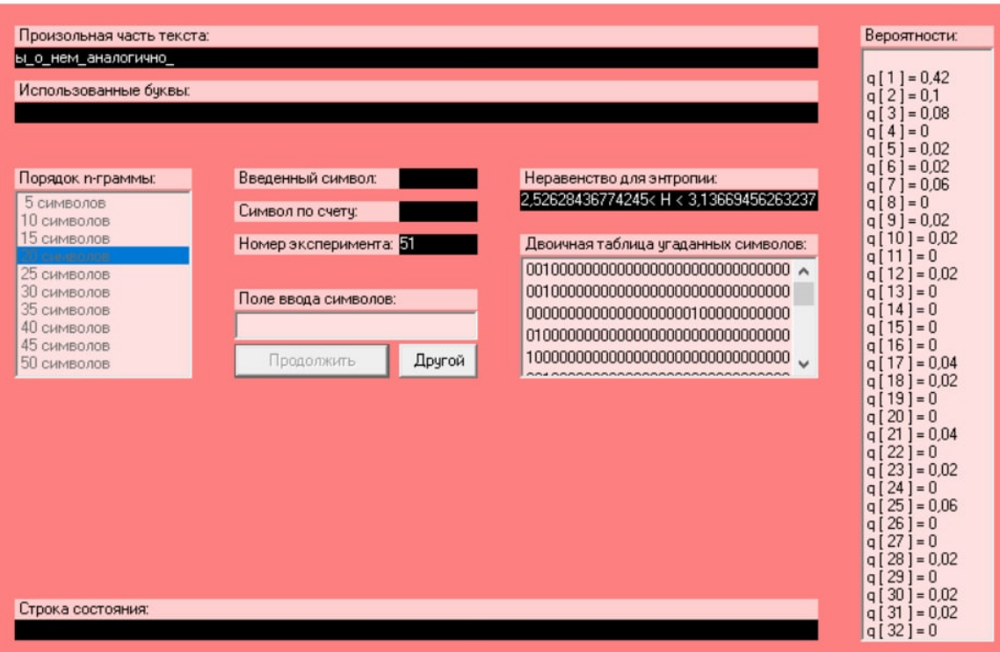 Произольная часть текста:
ы_о_нем_аналогично_
Использованные буквы:
Порядок n-граммы:
5 символов
10 символов
15 символов
20 символов
25 символов
30 символов
35 символов
40 символов
45 символов
50 символов
Введенный символ:
Символ по счету:
Номер эксперимента: 51
Поле ввода символов:
Продолжить
Другой
Неравенство для энтропии:
2,52628436774245< H < 3,13669456263237
Двоичная таблица угаданных символов:
00100000000000000000000000000000
00100000000000000000000000000000
00000000000000000000100000000000
01000000000000000000000000000000
10000000000000000000000000000000
Строка состояния:
Вероятности:
q [ 1 ] = 0,42
q [ 2 ] = 0,1
q [ 3 ] = 0,08
q [ 4 ] = 0
q [ 5 ] = 0,02
q [ 6 ] = 0,02
q [ 7 ] = 0,06
q [ 8 ] = 0
q [ 9 ] = 0,02
q [ 10 ] = 0,02
q [ 11 ] = 0
q [ 12 ] = 0,02
q [ 13 ] = 0
q [ 14 ] = 0
q [ 15 ] = 0
q [ 16 ] = 0
q [ 17 ] = 0,04
q [ 18 ] = 0,02
q [ 19 ] = 0
q [ 20 ] = 0
q [ 21 ] = 0,04
q [ 22 ] = 0
q [ 23 ] = 0,02
q [ 24 ] = 0
q [ 25 ] = 0,06
q [ 26 ] = 0
q [ 27 ] = 0
q [ 28 ] = 0,02
q [ 29 ] = 0
q [ 30 ] = 0,02
q [ 31 ] = 0,02
q [ 32 ] = 0